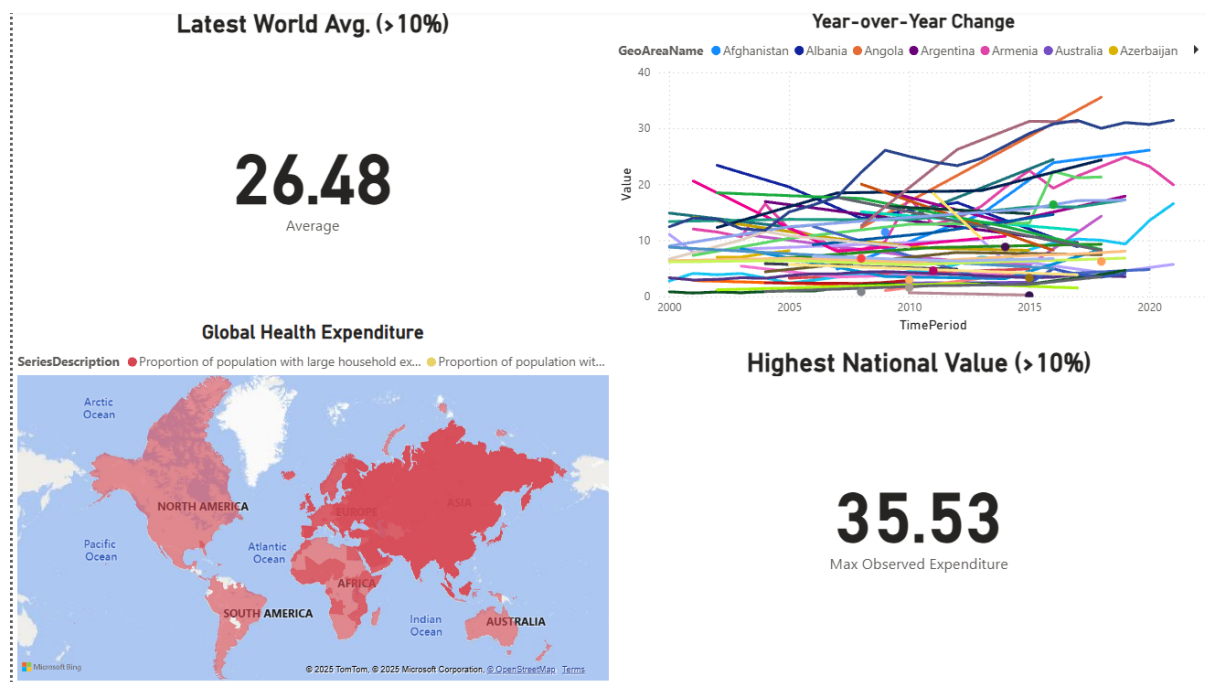 Latest World Avg. (>10%)
26.48
Average
Year-over-Year Change
GeoAreaName Afghanistan Albania Angola Argentina Armenia Australia Azerbaijan
40
30
20
10
0
Value
2000 2005 2010 2015 2020
TimePeriod
Global Health Expenditure
SeriesDescription Proportion of population with large household ex... Proportion of population wit...
Arctic
Ocean
NORTH AMERICA
EUROPE
ASIA
Pacific
Ocean
Atlantic
Ocean
AFRICA
SOUTH AMERICA
Indian
Ocean
AUSTRALIA
Microsoft Bing
© 2025 TomTom, © 2025 Microsoft Corporation, © OpenStreetMap Terms
Highest National Value (>10%)
35.53
Max Observed Expenditure